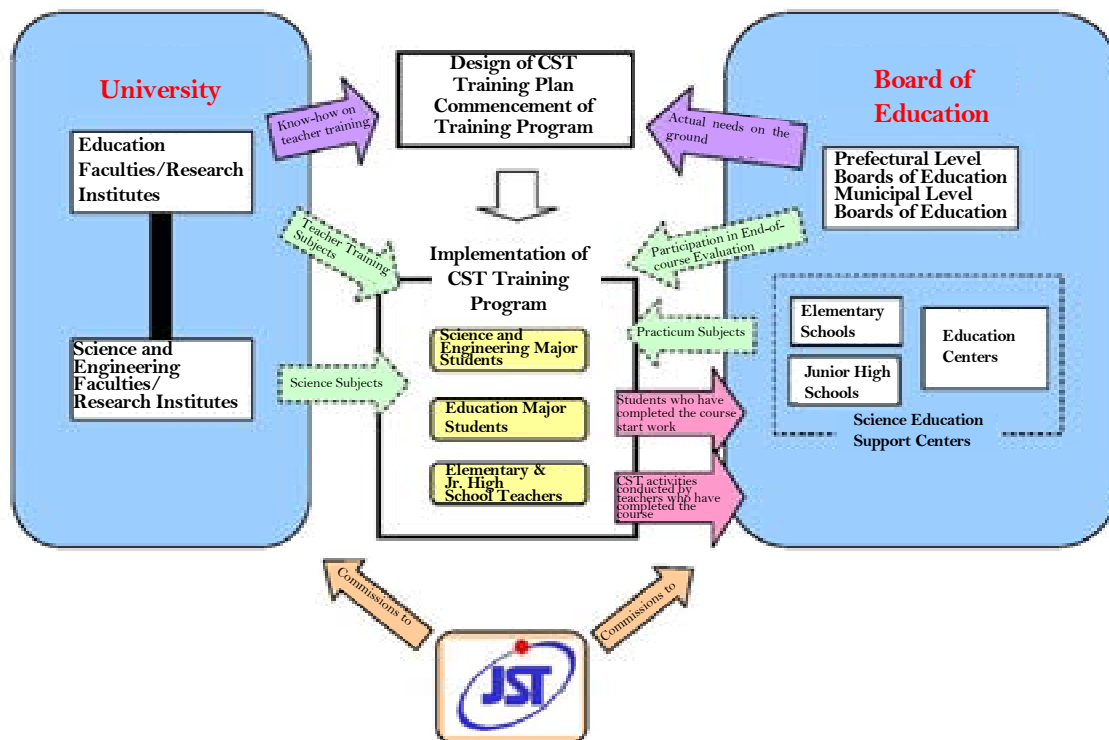 University
Education
Faculties/Research
Institutes
Science and
Engineering
Faculties/
Research Institutes
Know-how on
teacher training
Teacher Training
Subjects
Science Subjects
Design of CST
Training Plan
Commencement of
Training Program
Implementation of
CST Training
Program
Science and
Engineering Major
Students
Education Major
Students
Elementary &
Jr. High
School Teachers
Actual needs on the
ground
Participation in End-of-
course Evaluation
Practicum Subjects
Students who have
completed the course
start work
CST activities
conducted by
teachers who have
completed the
course
Board of
Education
Prefectural Level
Boards of Education
Municipal Level
Boards of Education
Elementary
Schools
Junior High
Schools
Education
Centers
Science Education
Support Centers
Commissions to
Commissions to
JST